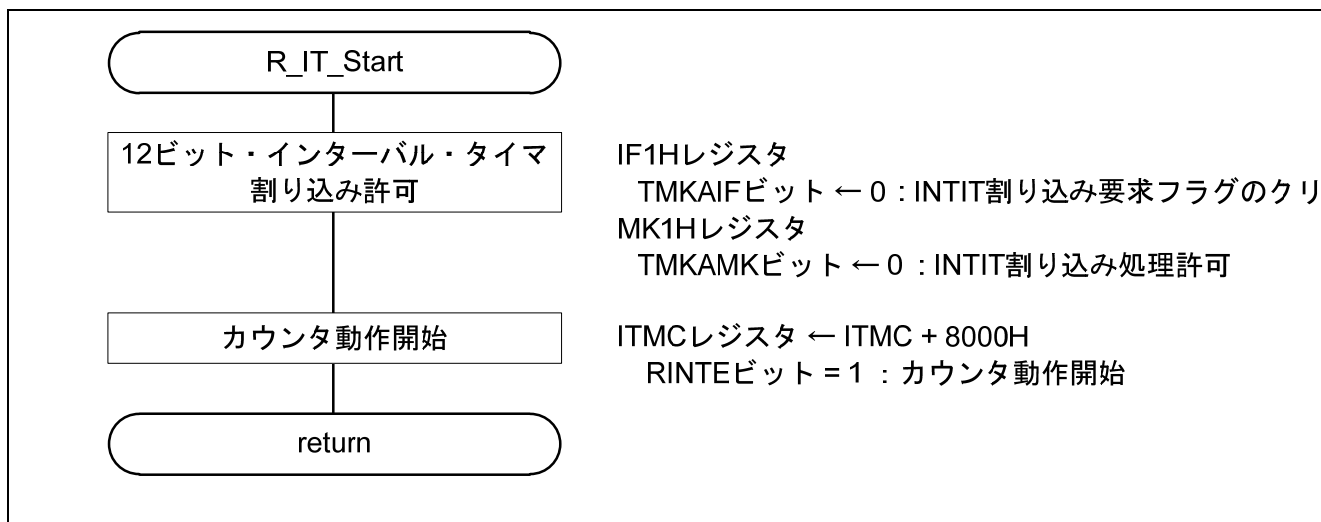 R_IT_Start
12ビット・インターバル・タイマ
割り込み許可
IF1Hレジスタ
TMKAIFビット ← 0 : INTIT割り込み要求フラグのクリ
MK1Hレジスタ
TMKAMKビット ← 0 : INTIT割り込み処理許可
カウンタ動作開始
ITMCレジスタ ← ITMC + 8000H
RINTEビット = 1 : カウンタ動作開始
return